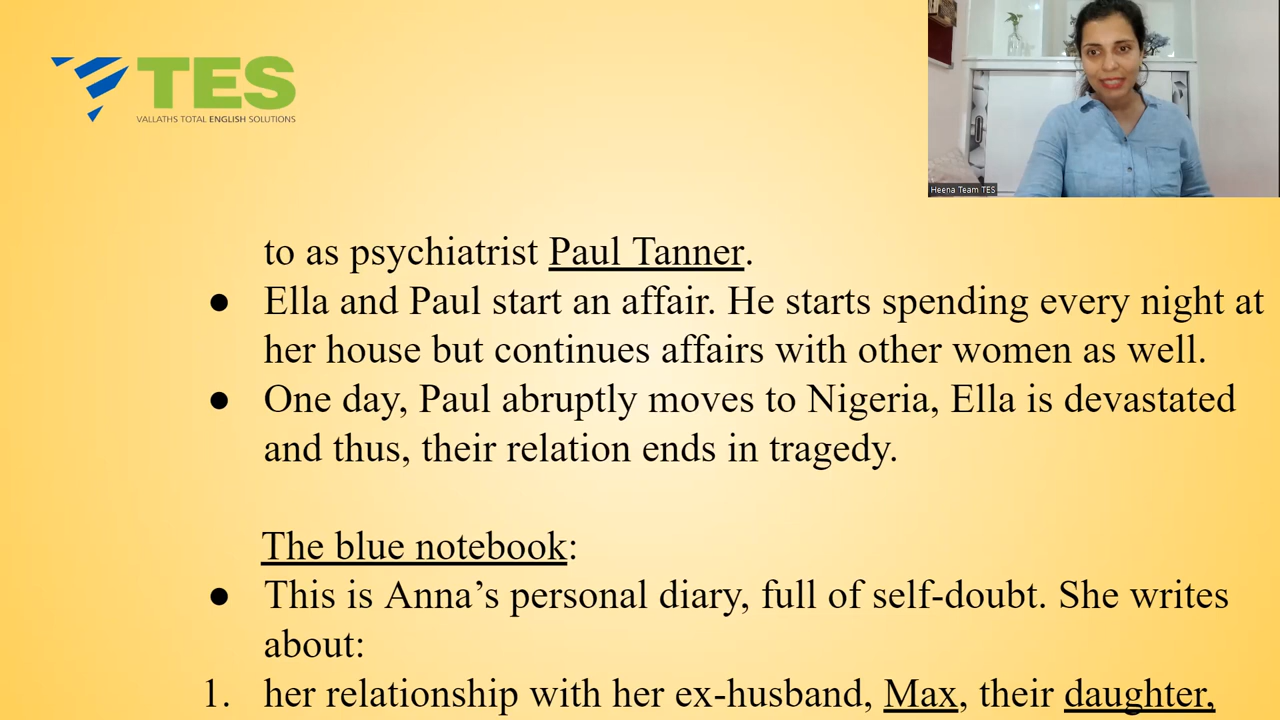 TES
VALLATHS TOTAL ENGLISH SOLUTIONS
Heena Team TES
to as psychiatrist Paul Tanner.
● Ella and Paul start an affair. He starts spending every night at
her house but continues affairs with other women as well.
● One day, Paul abruptly moves to Nigeria, Ella is devastated
and thus, their relation ends in tragedy.
The blue notebook:
● This is Anna’s personal diary, full of self-doubt. She writes
about:
1. her relationship with her ex-husband, Max, their daughter,